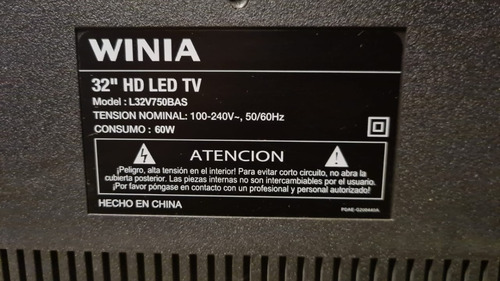 WINIA
32" HD LED TV
Model : L32V750BAS
TENSION NOMINAL: 100-240V~, 50/60Hz
CONSUMO : 60W
ATENCION
¡Peligro, alta tensión en el interior! Para evitar corto circuito, no abra la
cubierta posterior. Las piezas internas no son intercambiables por el usuario.
¡Por favor póngase en contacto con un profesional y personal autorizado!
HECHO EN CHINA